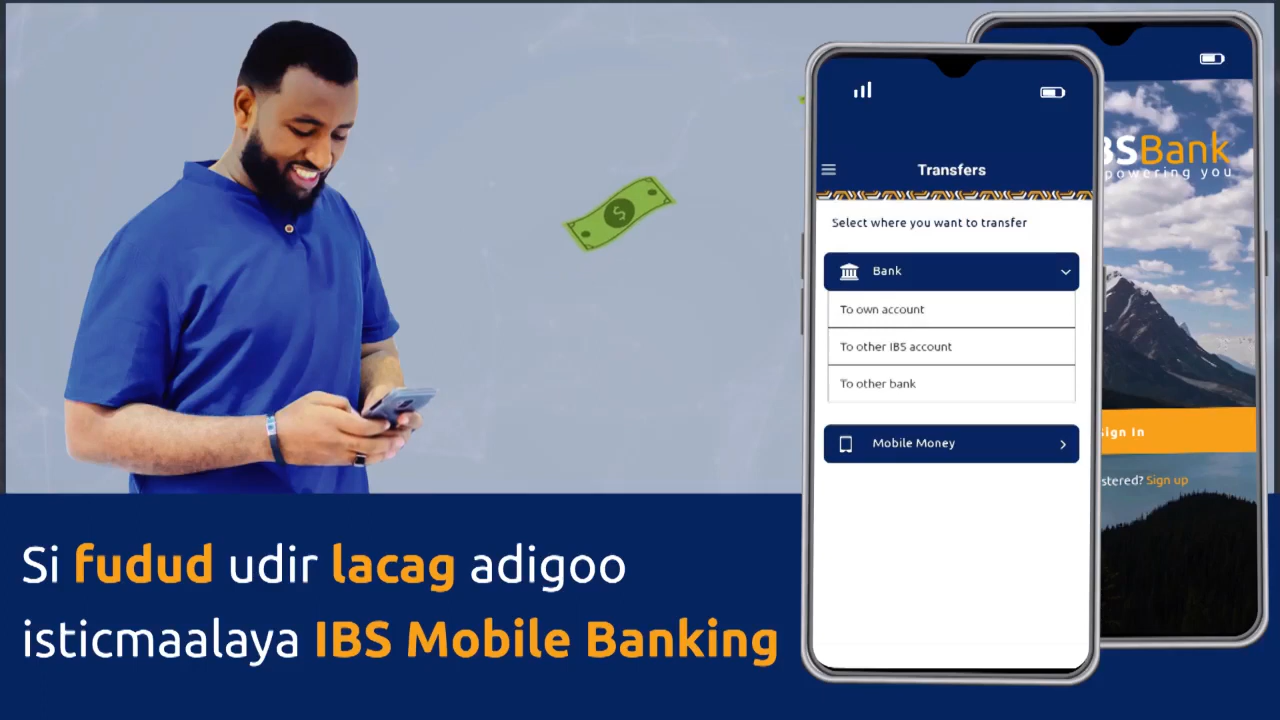 Transfers
Select where you want to transfer
Bank
To own account
To other IBS account
To other bank
Mobile Money
BSBank
powering you
Sign In
stered? Sign up
Si fudud udir lacag adigoo
isticmaalaya IBS Mobile Banking